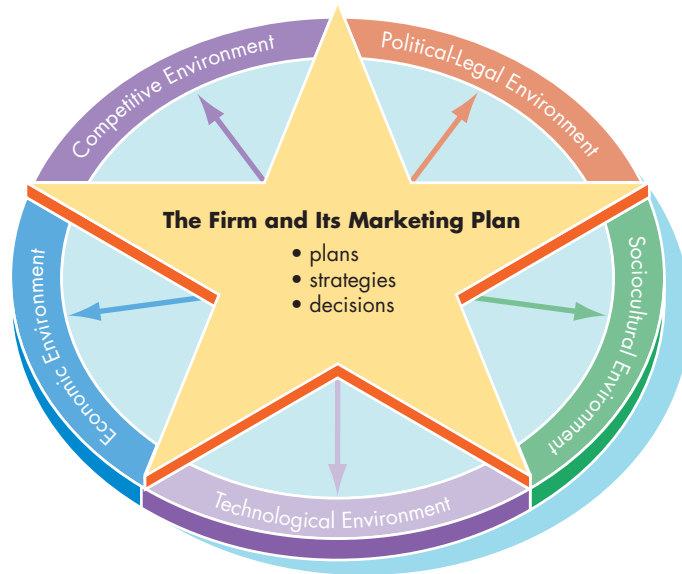 Competitive Environment
Political-Legal Environment
The Firm and Its Marketing Plan
• plans
• strategies
• decisions
Economic Environment
Sociocultural Environment
Technological Environment